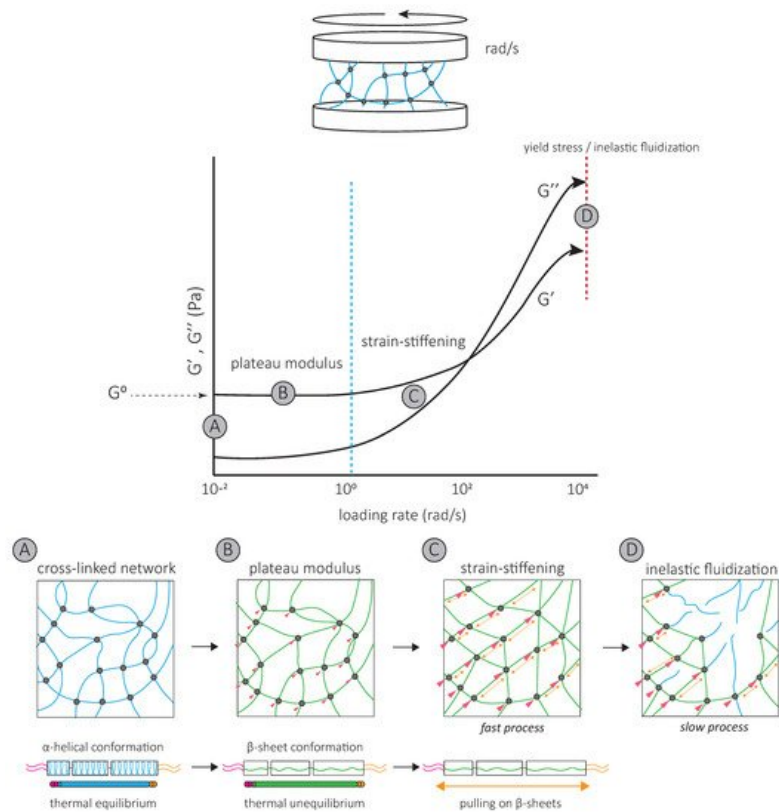 rad/s
yield stress / inelastic fluidization
G''
D
G', G'' (Pa)
G'
strain-stiffening
plateau modulus
G⁰
B
C
A
10⁻² 10⁰ 10² 10⁴
loading rate (rad/s)
A B C D
cross-linked network plateau modulus strain-stiffening inelastic fluidization
fast process slow process
α-helical conformation β-sheet conformation
thermal equilibrium thermal unequilibrium pulling on β-sheets